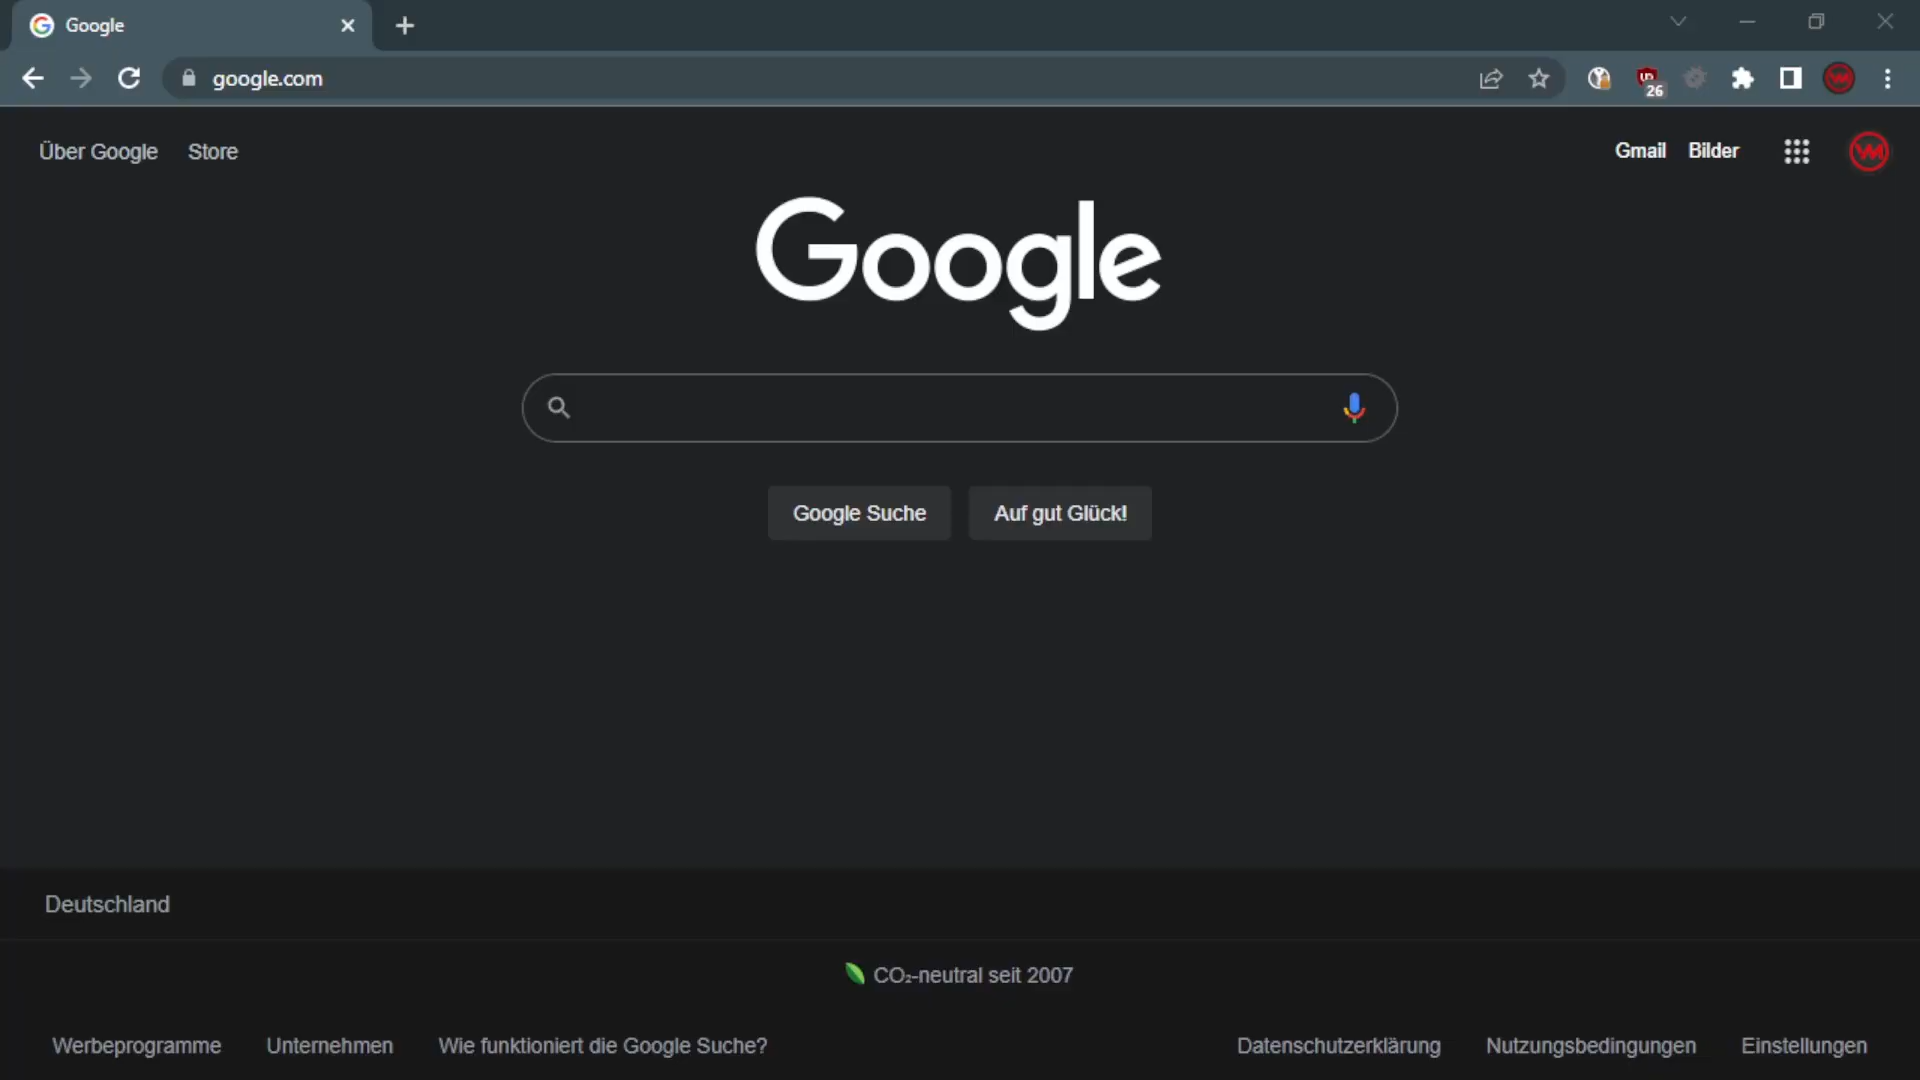 Google
google.com
26
Über Google Store Gmail Bilder
Google
Google Suche Auf gut Glück!
Deutschland
CO₂-neutral seit 2007
Werbeprogramme Unternehmen Wie funktioniert die Google Suche? Datenschutzerklärung Nutzungsbedingungen Einstellungen